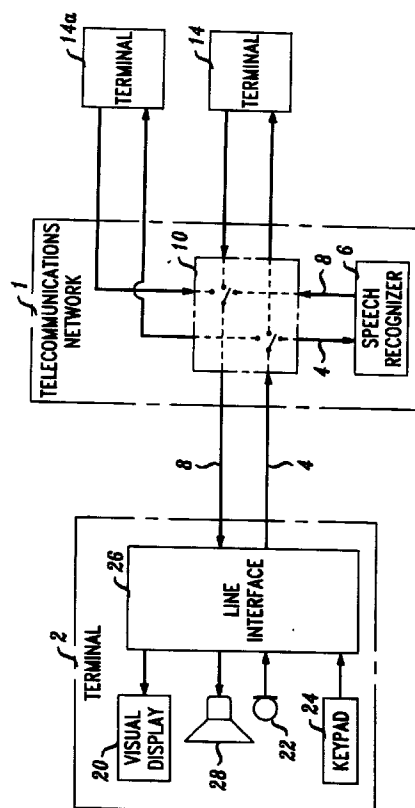 2
TERMINAL
20
VISUAL
DISPLAY
28
22
24
KEYPAD
26
LINE
INTERFACE
8
4
1
TELECOMMUNICATIONS
NETWORK
10
8
4
6
SPEECH
RECOGNIZER
14a
TERMINAL
14
TERMINAL